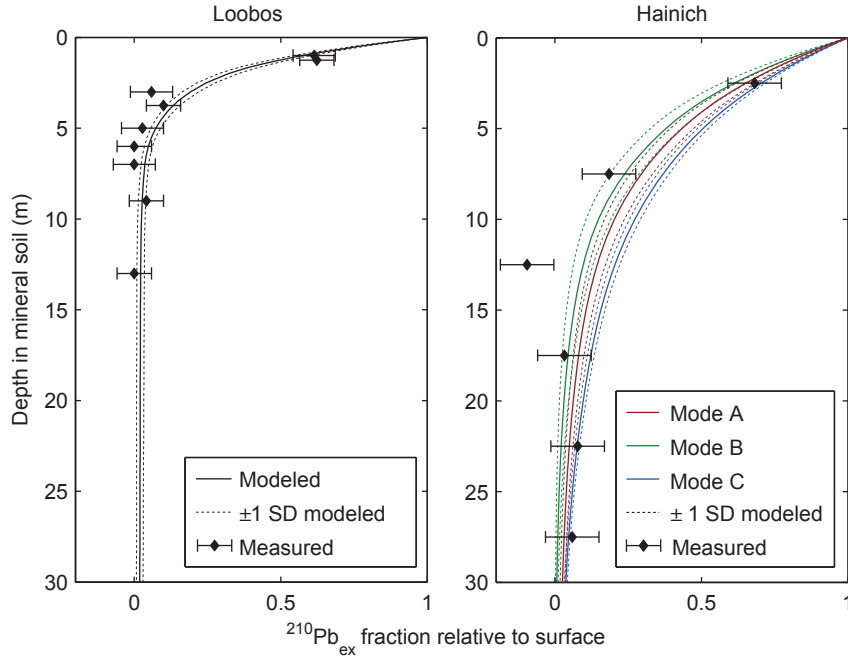 Loobos
Hainich
Depth in mineral soil (m)
0
5
10
15
20
25
30
0
0.5
1
Modeled
±1 SD modeled
Measured
0
5
10
15
20
25
30
0
0.5
1
Mode A
Mode B
Mode C
± 1 SD modeled
Measured
²¹⁰Pb_ex fraction relative to surface